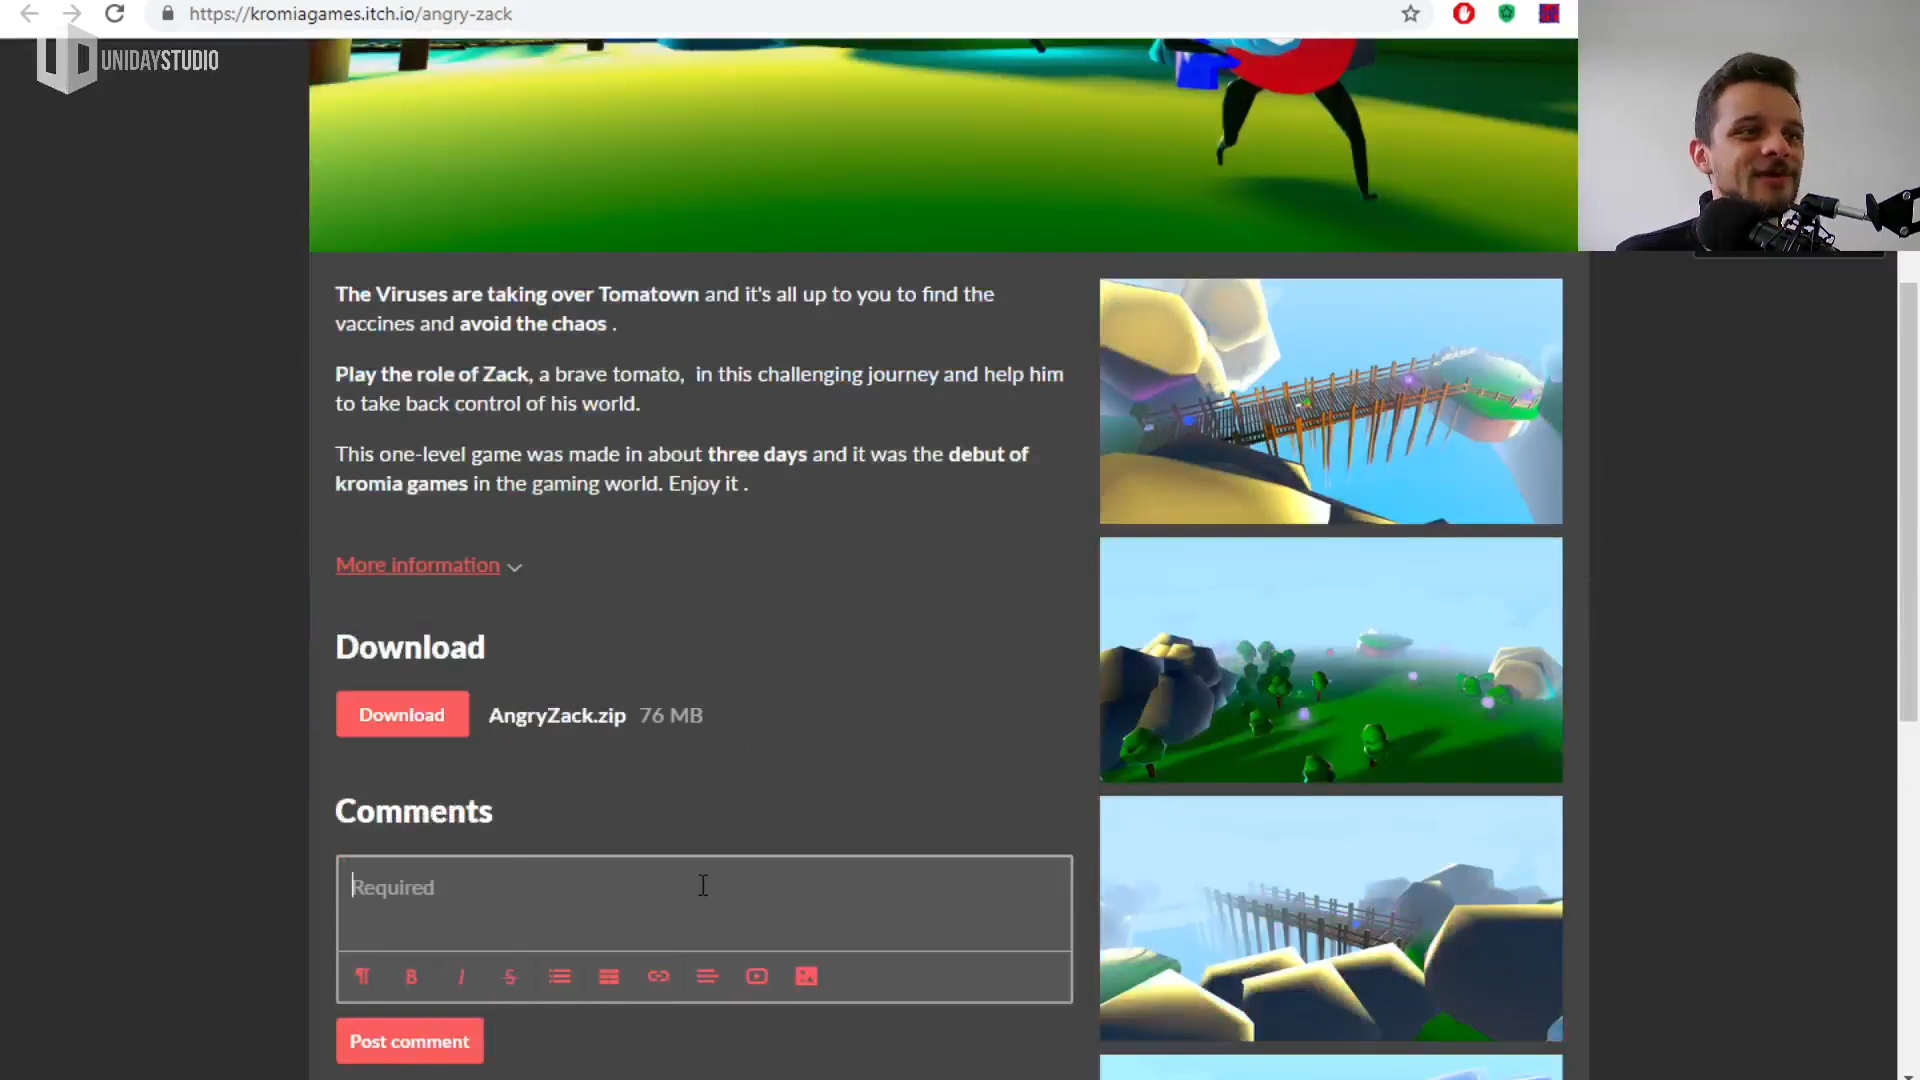 https://kromiagames.itch.io/angry-zack
UNIDAYSTUDIO
The Viruses are taking over Tomatown and it's all up to you to find the
vaccines and avoid the chaos .
Play the role of Zack, a brave tomato, in this challenging journey and help him
to take back control of his world.
This one-level game was made in about three days and it was the debut of
kromia games in the gaming world. Enjoy it .
More information
Download
Download AngryZack.zip 76 MB
Comments
Required
Post comment